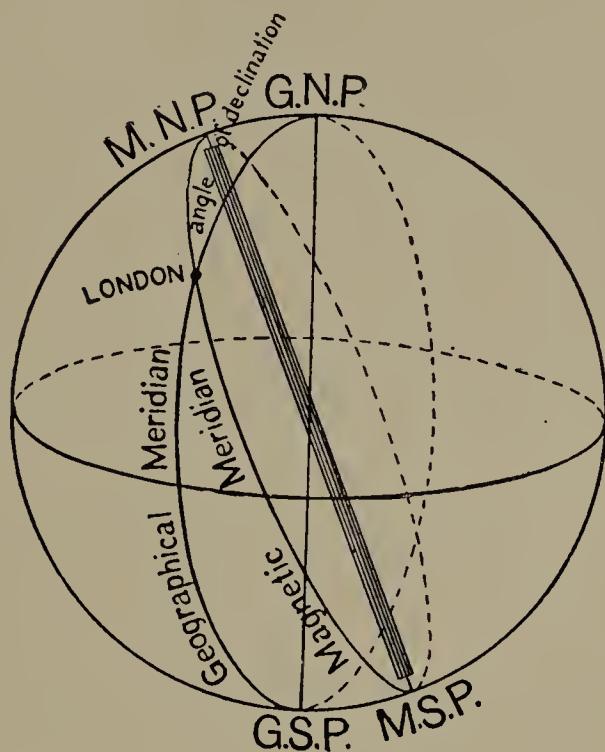 angle of declination
G.N.P.
M.N.P.
LONDON
Geographical Meridian
Magnetic Meridian
G.S.P.
M.S.P.